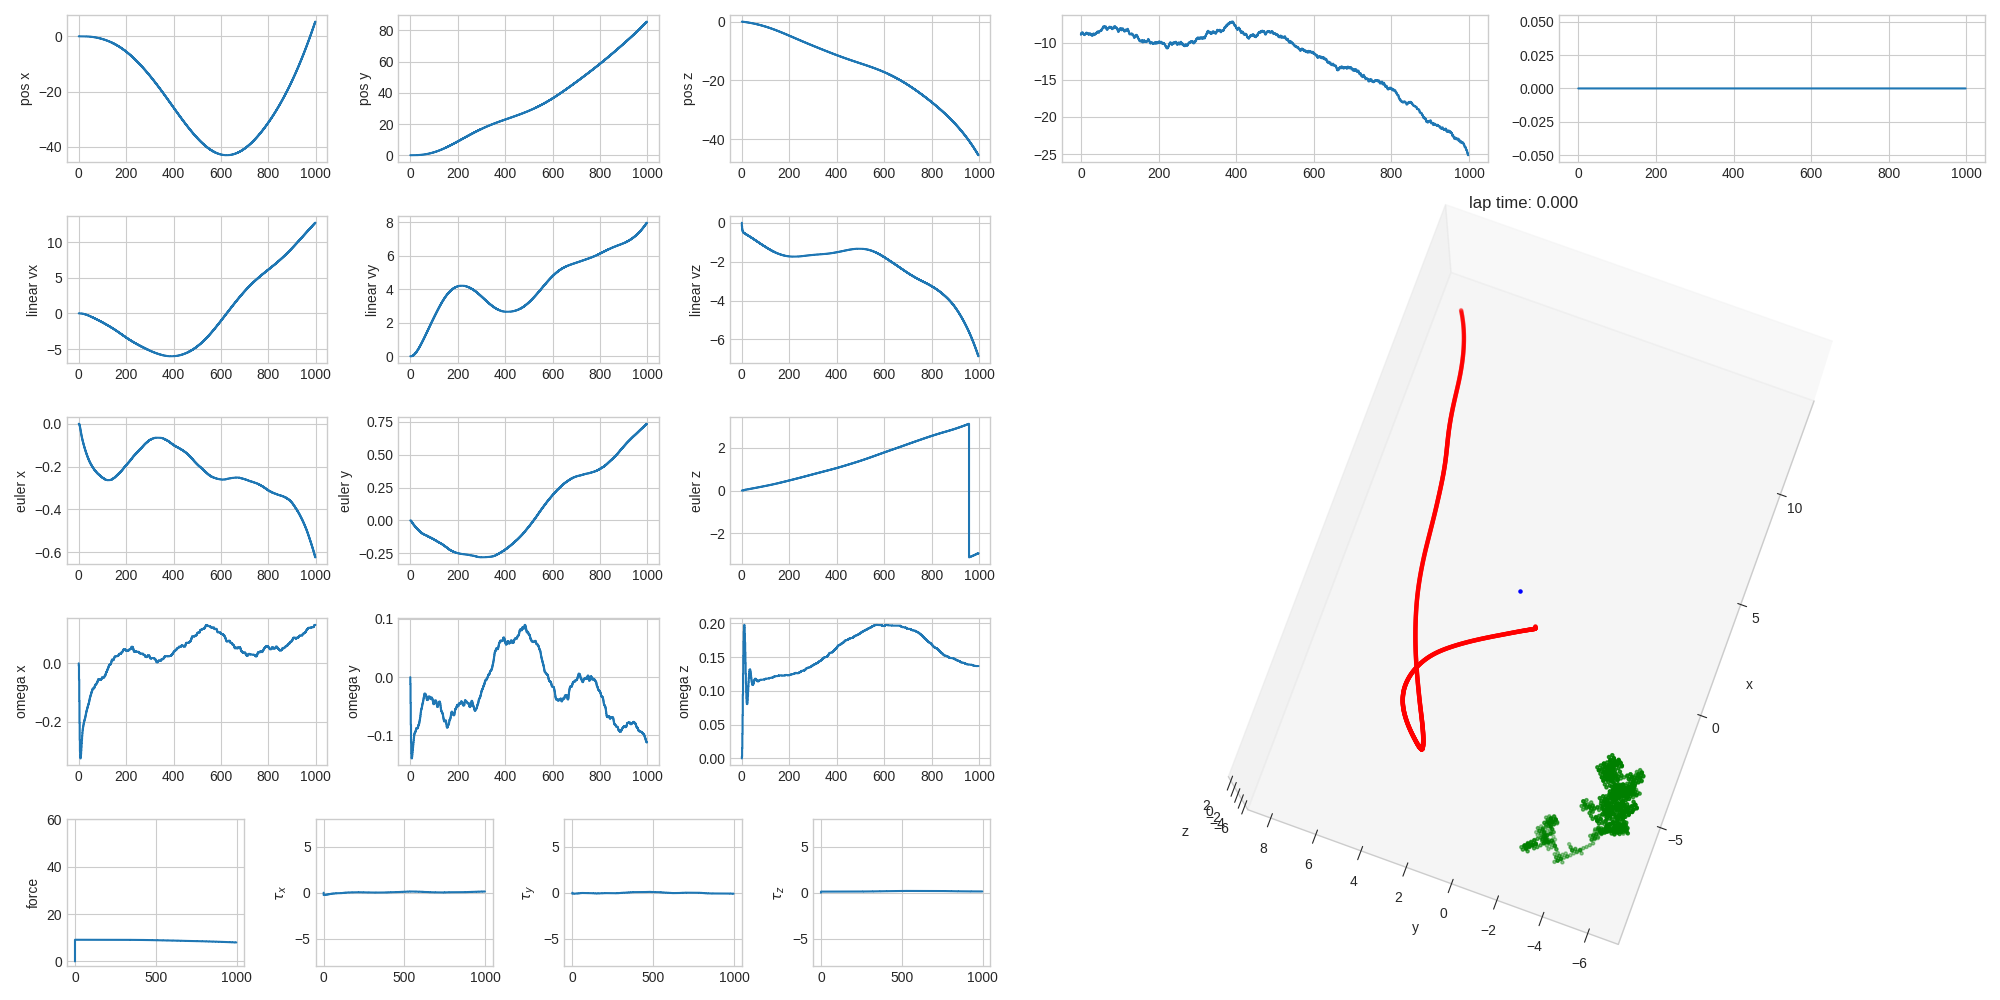 0
−20
−40
pos x
0 200 400 600 800 1000
80
60
40
20
0
pos y
0 200 400 600 800 1000
0
−20
−40
pos z
0 200 400 600 800 1000
−10
−15
−20
−25
0 200 400 600 800 1000
0.050
0.025
0.000
−0.025
−0.050
0 200 400 600 800 1000
10
5
0
−5
linear vx
0 200 400 600 800 1000
8
6
4
2
0
linear vy
0 200 400 600 800 1000
0
−2
−4
−6
linear vz
0 200 400 600 800 1000
0.0
−0.2
−0.4
−0.6
euler x
0 200 400 600 800 1000
0.75
0.50
0.25
0.00
−0.25
euler y
0 200 400 600 800 1000
2
0
−2
euler z
0 200 400 600 800 1000
0.0
−0.2
omega x
0 200 400 600 800 1000
0.1
0.0
−0.1
omega y
0 200 400 600 800 1000
0.20
0.15
0.10
0.05
0.00
omega z
0 200 400 600 800 1000
60
40
20
0
force
0 500 1000
5
0
−5
τx
0 500 1000
5
0
−5
τy
0 500 1000
5
0
−5
τz
0 500 1000
lap time: 0.000
10
5
x
0
−5
2
0
−2
−4
−6
z
8
6
4
2
0
−2
−4
−6
y